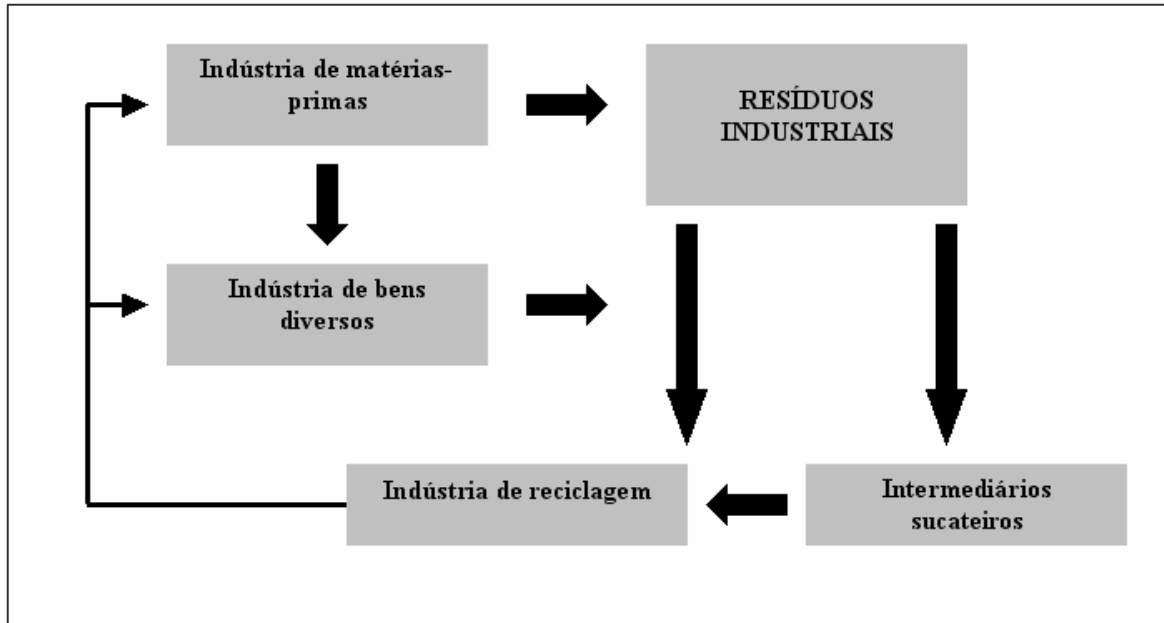 Indústria de matérias-
primas
RESÍDUOS
INDUSTRIAIS
Indústria de bens
diversos
Indústria de reciclagem
Intermediários
sucateiros